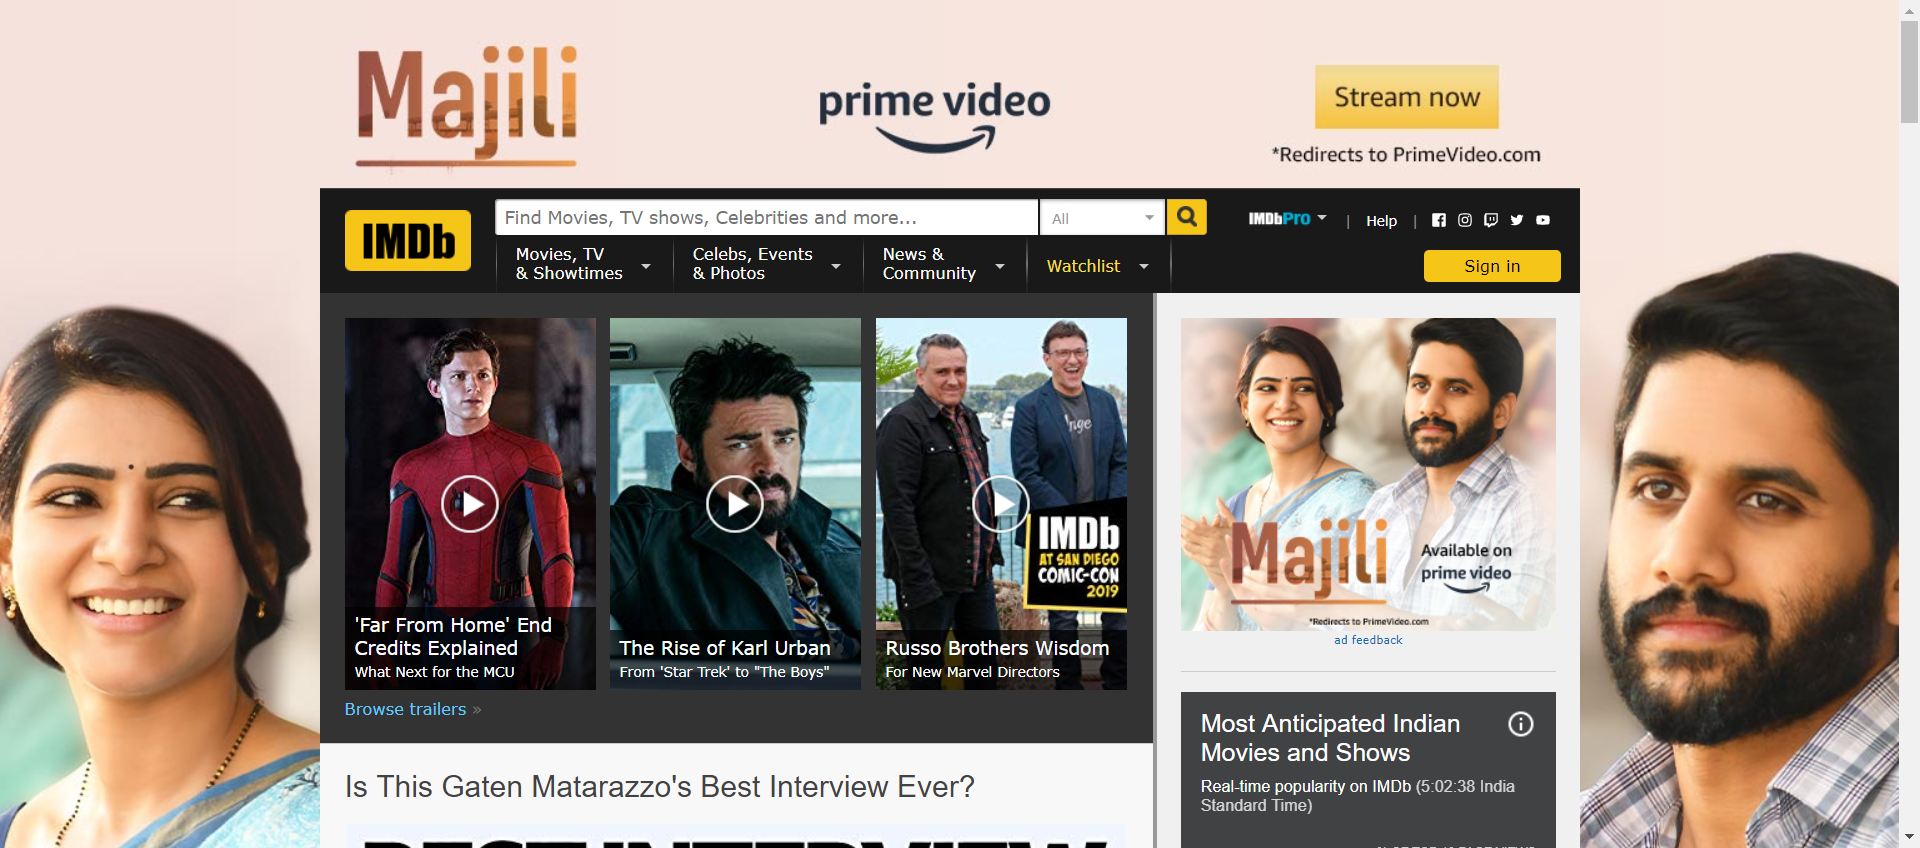 Majili
prime video
Stream now
*Redirects to PrimeVideo.com
IMDb
Find Movies, TV shows, Celebrities and more...
All
IMDbPro
|
Help
|
Movies, TV
& Showtimes
Celebs, Events
& Photos
News &
Community
Watchlist
Sign in
'Far From Home' End
Credits Explained
What Next for the MCU
The Rise of Karl Urban
From 'Star Trek' to "The Boys"
IMDb
AT SAN DIEGO
COMIC-CON
2019
Russo Brothers Wisdom
For New Marvel Directors
Browse trailers »
Majili
Available on
prime video
*Redirects to PrimeVideo.com
ad feedback
Most Anticipated Indian
Movies and Shows
Real-time popularity on IMDb (5:02:38 India
Standard Time)
Is This Gaten Matarazzo's Best Interview Ever?
BEST INTERVIEW